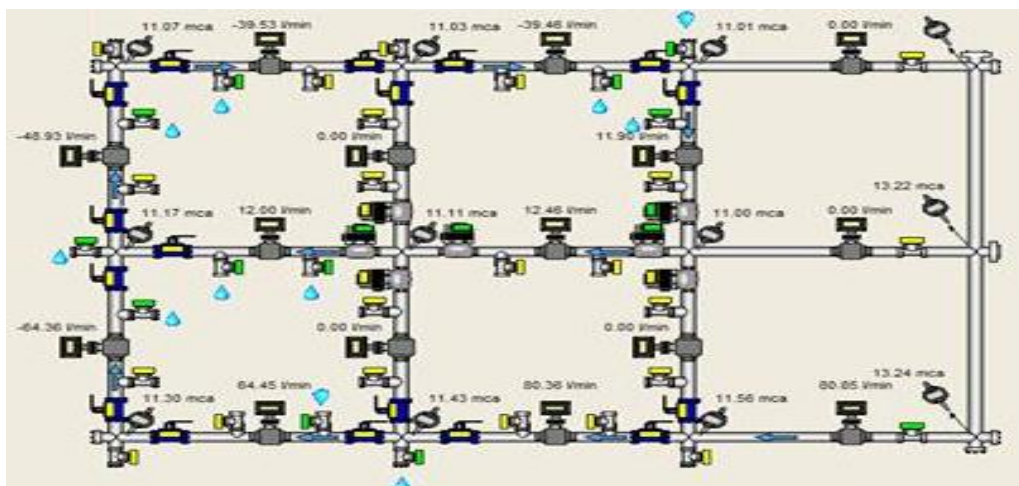 11.07 mca -39.53 l/min 11.03 mca -39.46 l/min 11.01 mca 0.00 l/min
-48.93 l/min 0.00 l/min 11.90 l/min
13.22 mca
11.17 mca 12.00 l/min 11.11 mca 12.46 l/min 11.00 mca 0.00 l/min
-64.36 l/min 0.00 l/min 0.00 l/min
13.24 mca
11.30 mca 64.45 l/min 11.43 mca 80.36 l/min 11.56 mca 80.85 l/min